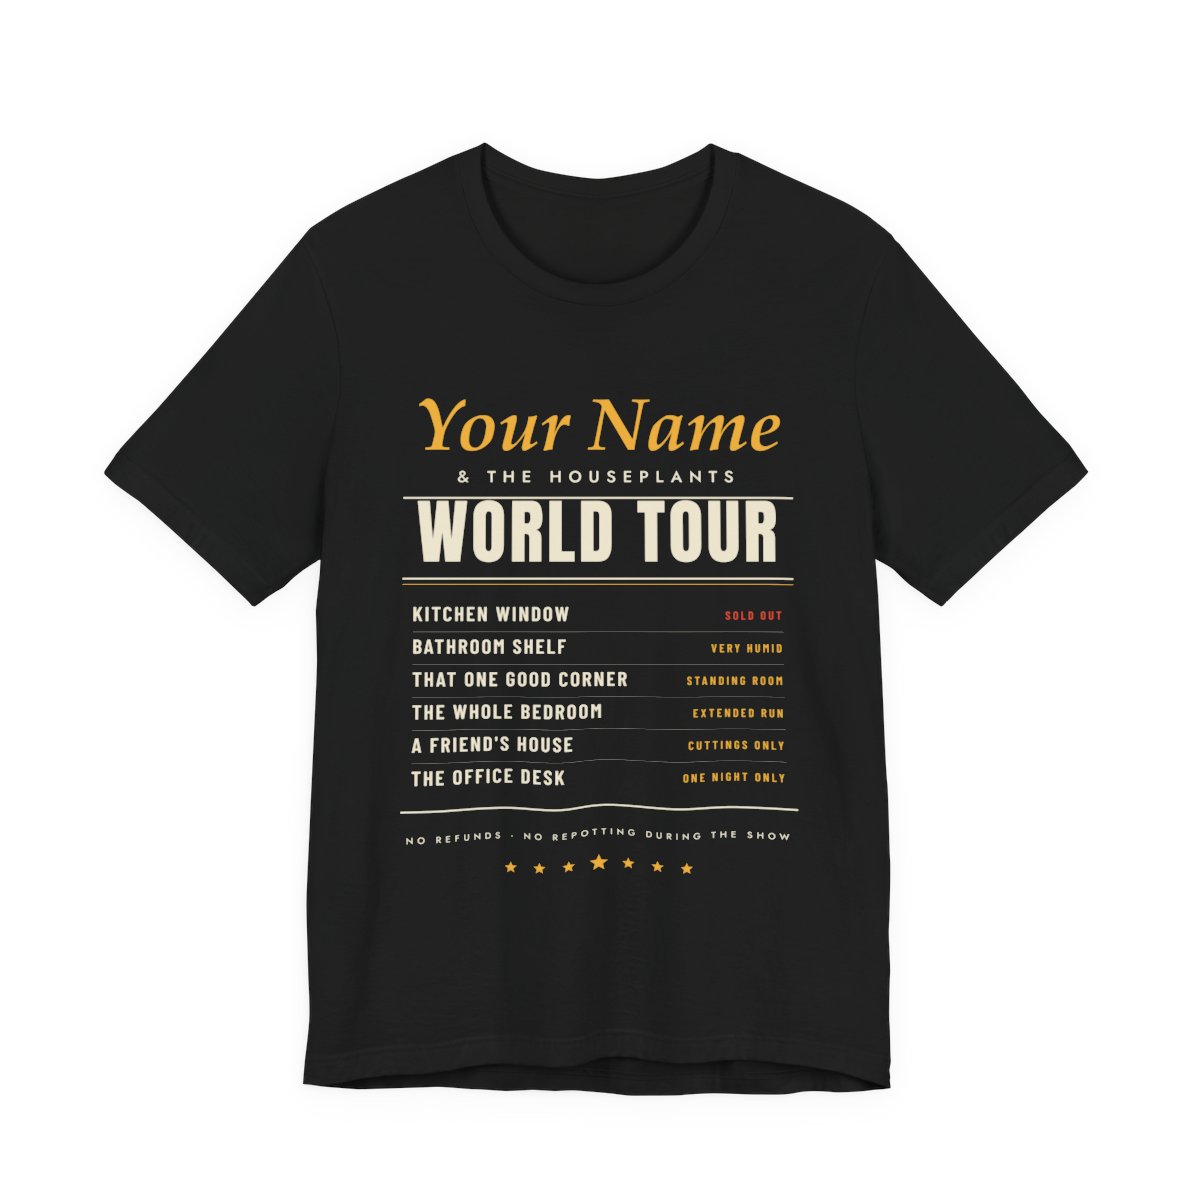 Your Name
& THE HOUSEPLANTS
WORLD TOUR
KITCHEN WINDOW SOLD OUT
BATHROOM SHELF VERY HUMID
THAT ONE GOOD CORNER STANDING ROOM
THE WHOLE BEDROOM EXTENDED RUN
A FRIEND'S HOUSE CUTTINGS ONLY
THE OFFICE DESK ONE NIGHT ONLY
NO REFUNDS · NO REPOTTING DURING THE SHOW